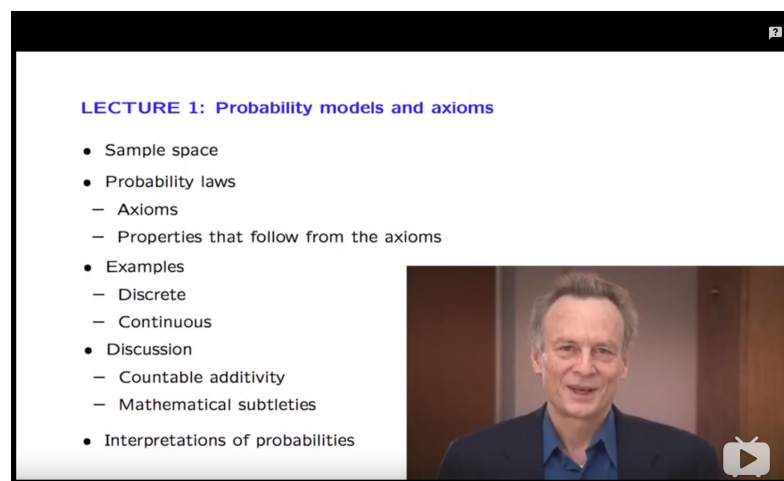 LECTURE 1: Probability models and axioms
• Sample space
• Probability laws
– Axioms
– Properties that follow from the axioms
• Examples
– Discrete
– Continuous
• Discussion
– Countable additivity
– Mathematical subtleties
• Interpretations of probabilities